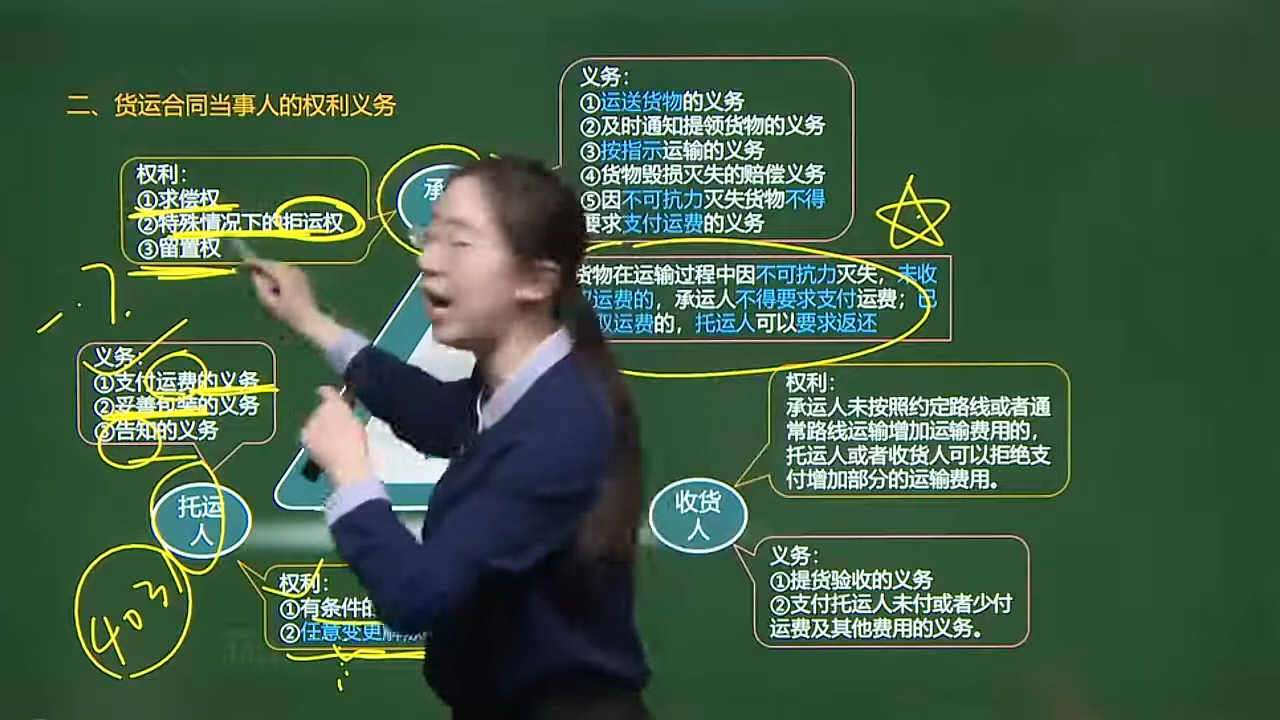 二、货运合同当事人的权利义务
权利:
①求偿权
②特殊情况下的拒运权
③留置权
承
义务:
①运送货物的义务
②及时通知提领货物的义务
③按指示运输的义务
④货物毁损灭失的赔偿义务
⑤因不可抗力灭失货物不得
要求支付运费的义务
货物在运输过程中因不可抗力灭失，未收
运费的，承运人不得要求支付运费；已
取运费的，托运人可以要求返还
义务:
①支付运费的义务
②妥善包装的义务
③告知的义务
托运
人
403
权利:
①有条件的
②任意变更解
权利:
承运人未按照约定路线或者通
常路线运输增加运输费用的，
托运人或者收货人可以拒绝支
付增加部分的运输费用。
收货
人
义务:
①提货验收的义务
②支付托运人未付或者少付
运费及其他费用的义务。